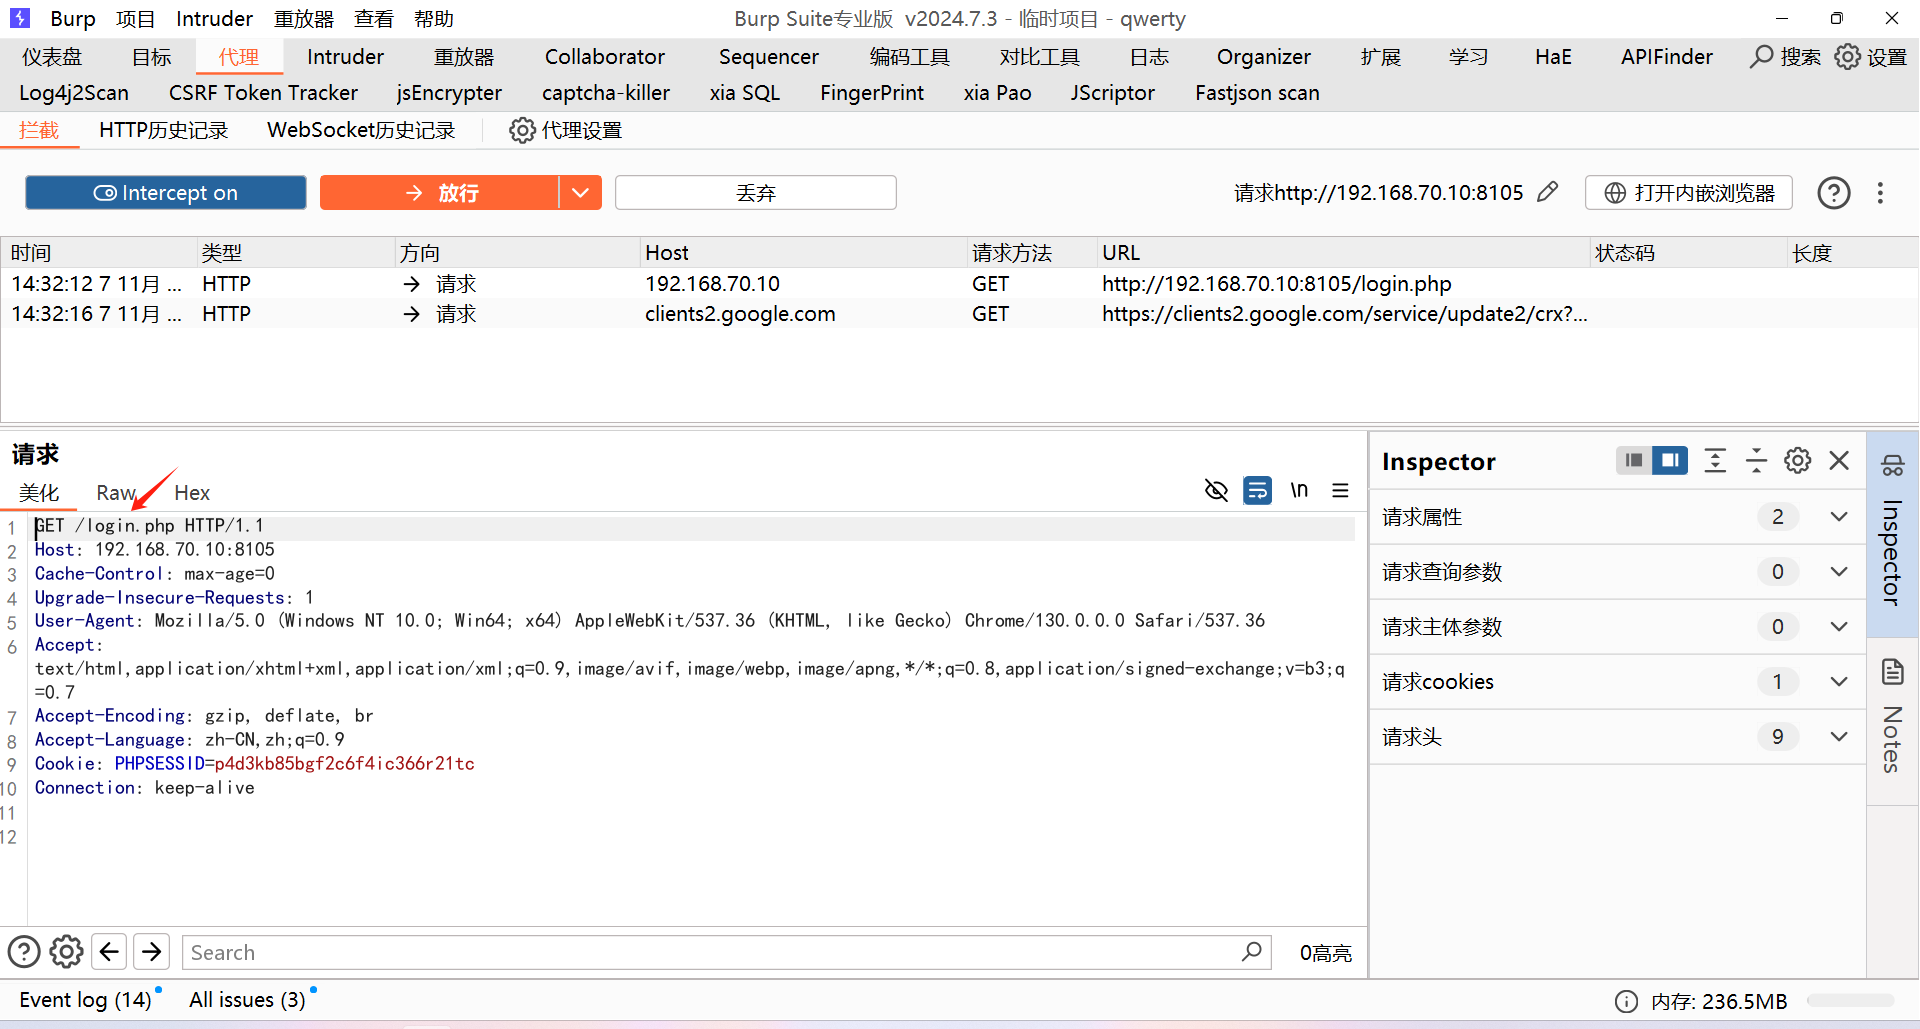 Burp 项目 Intruder 重放器 查看 帮助 Burp Suite专业版 v2024.7.3 - 临时项目 - qwerty
仪表盘 目标 代理 Intruder 重放器 Collaborator Sequencer 编码工具 对比工具 日志 Organizer 扩展 学习 HaE APIFinder 搜索 设置
Log4j2Scan CSRF Token Tracker jsEncrypter captcha-killer xia SQL FingerPrint xia Pao JScriptor Fastjson scan
拦截 HTTP历史记录 WebSocket历史记录 代理设置
Intercept on 放行 丢弃 请求http://192.168.70.10:8105 打开内嵌浏览器
时间 类型 方向 Host 请求方法 URL 状态码 长度
14:32:12 7 11月 ... HTTP → 请求 192.168.70.10 GET http://192.168.70.10:8105/login.php
14:32:16 7 11月 ... HTTP → 请求 clients2.google.com GET https://clients2.google.com/service/update2/crx?...
请求
美化 Raw Hex \n
1 GET /login.php HTTP/1.1
2 Host: 192.168.70.10:8105
3 Cache-Control: max-age=0
4 Upgrade-Insecure-Requests: 1
5 User-Agent: Mozilla/5.0 (Windows NT 10.0; Win64; x64) AppleWebKit/537.36 (KHTML, like Gecko) Chrome/130.0.0.0 Safari/537.36
6 Accept:
text/html,application/xhtml+xml,application/xml;q=0.9,image/avif,image/webp,image/apng,*/*;q=0.8,application/signed-exchange;v=b3;q
=0.7
7 Accept-Encoding: gzip, deflate, br
8 Accept-Language: zh-CN,zh;q=0.9
9 Cookie: PHPSESSID=p4d3kb85bgf2c6f4ic366r21tc
10 Connection: keep-alive
11
12
Search 0高亮
Inspector
请求属性 2
请求查询参数 0
请求主体参数 0
请求cookies 1
请求头 9
Inspector
Notes
Event log (14) All issues (3) 内存: 236.5MB